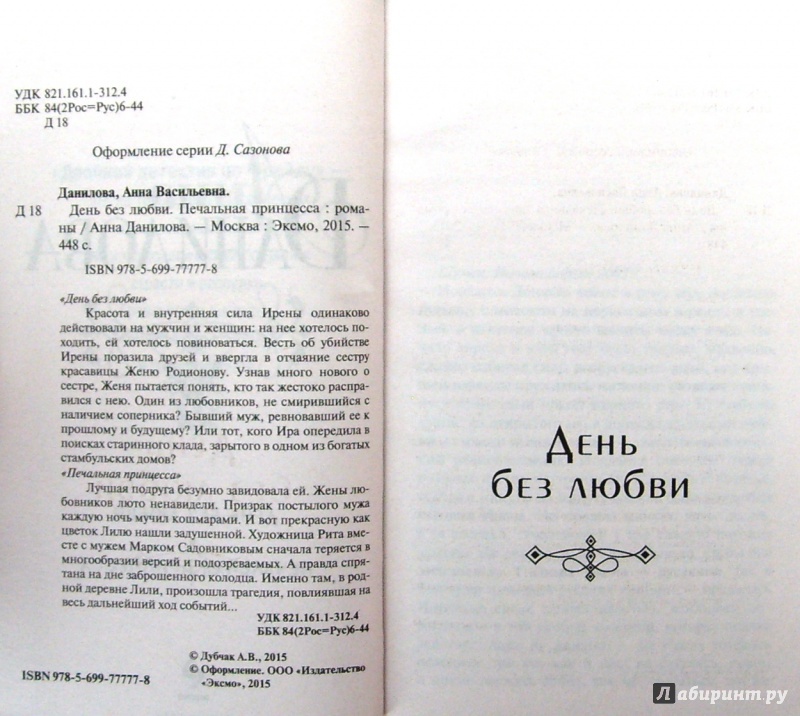 УДК 821.161.1-312.4
ББК 84(2Рос=Рус)6-44
Д 18
Оформление серии Д. Сазонова
Данилова, Анна Васильевна.
Д 18 День без любви. Печальная принцесса : рома-
ны / Анна Данилова. — Москва : Эксмо, 2015. —
448 с.
ISBN 978-5-699-77777-8
«День без любви»
Красота и внутренняя сила Ирены одинаково
действовали на мужчин и женщин: на нее хотелось по-
ходить, ей хотелось повиноваться. Весть об убийстве
Ирены поразила друзей и ввергла в отчаяние сестру
красавицы Женю Родионову. Узнав много нового о
сестре, Женя пытается понять, кто так жестоко распра-
вился с нею. Один из любовников, не смирившийся с
наличием соперника? Бывший муж, ревновавший ее к
прошлому и будущему? Или тот, кого Ира опередила в
поисках старинного клада, зарытого в одном из богатых
стамбульских домов?
«Печальная принцесса»
Лучшая подруга безумно завидовала ей. Жены лю-
бовников люто ненавидели. Призрак постылого мужа
каждую ночь мучил кошмарами. И вот прекрасную как
цветок Лилю нашли задушенной. Художница Рита вме-
сте с мужем Марком Садовниковым сначала теряется в
многообразии версий и подозреваемых. А правда спря-
тана на дне заброшенного колодца. Именно там, в род-
ной деревне Лили, произошла трагедия, повлиявшая на
весь дальнейший ход событий...
УДК 821.161.1-312.4
ББК 84(2Рос=Рус)6-44
© Дубчак А.В., 2015
© Оформление. ООО «Издательство
«Эксмо», 2015
ISBN 978-5-699-77777-8
День
без любви
Лабиринт.ру